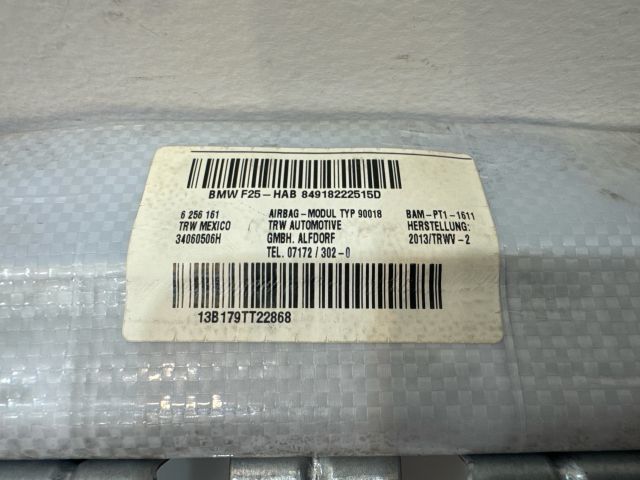 BMW F25-HAB 84918222515D
6 256 161 AIRBAG-MODUL TYP 90018 BAM-PT1-1611
TRW MEXICO TRW AUTOMOTIVE HERSTELLUNG:
34060506H GMBH. ALFDORF 2013/TRWV-2
TEL. 07172/302-0
13B179TT22868